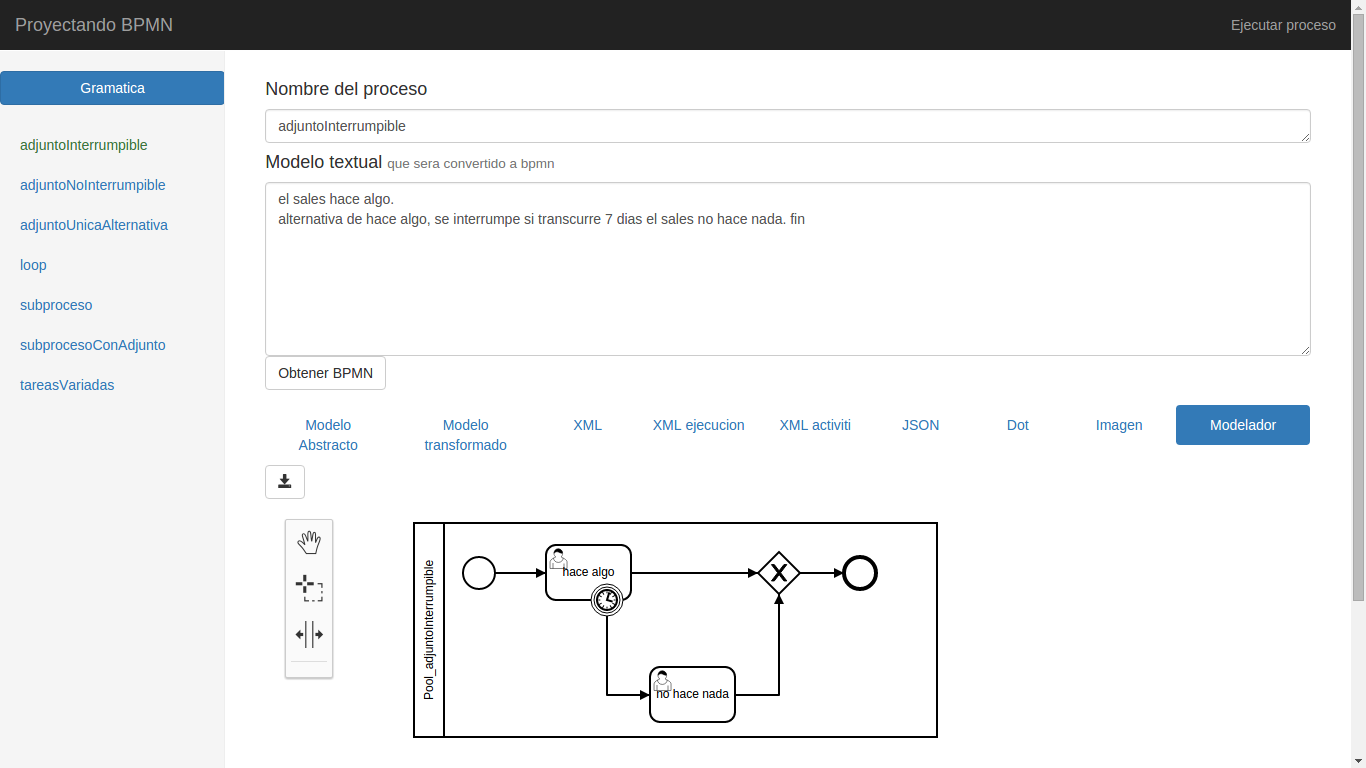 Proyectando BPMN
Ejecutar proceso
Gramatica
adjuntoInterrumpible
adjuntoNoInterrumpible
adjuntoUnicaAlternativa
loop
subproceso
subprocesoConAdjunto
tareasVariadas
Nombre del proceso
adjuntoInterrumpible
Modelo textual que sera convertido a bpmn
el sales hace algo.
alternativa de hace algo, se interrumpe si transcurre 7 dias el sales no hace nada. fin
Obtener BPMN
Modelo
Abstracto
Modelo
transformado
XML
XML ejecucion
XML activiti
JSON
Dot
Imagen
Modelador
Pool_adjuntoInterrumpible
hace algo
no hace nada